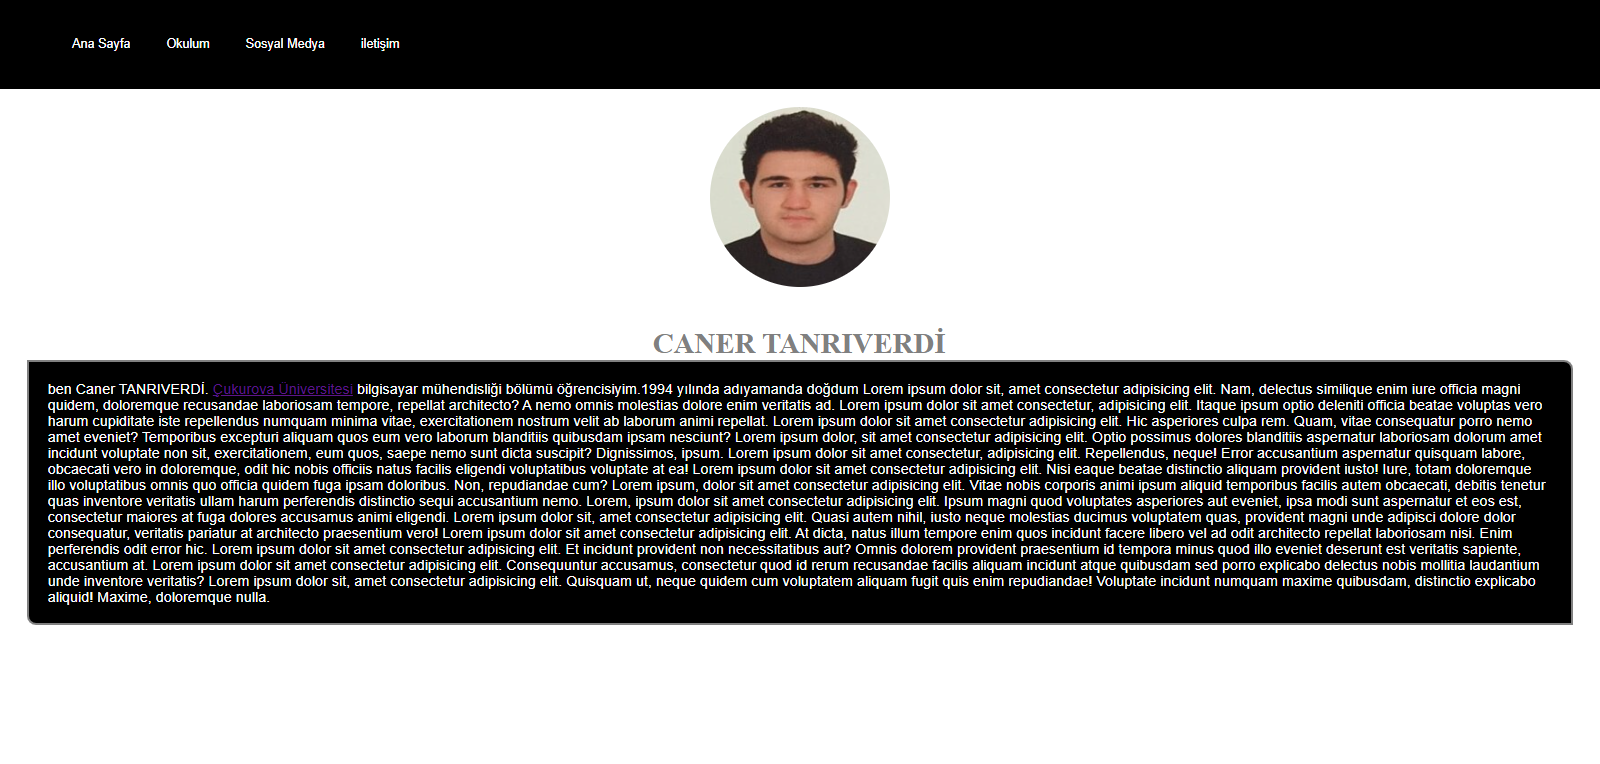 Ana Sayfa Okulum Sosyal Medya iletişim
CANER TANRIVERDİ
ben Caner TANRIVERDİ. Çukurova Üniversitesi bilgisayar mühendisliği bölümü öğrencisiyim.1994 yılında adıyamanda doğdum Lorem ipsum dolor sit, amet consectetur adipisicing elit. Nam, delectus similique enim iure officia magni
quidem, doloremque recusandae laboriosam tempore, repellat architecto? A nemo omnis molestias dolore enim veritatis ad. Lorem ipsum dolor sit amet consectetur, adipisicing elit. Itaque ipsum optio deleniti officia beatae voluptas vero
harum cupiditate iste repellendus numquam minima vitae, exercitationem nostrum velit ab laborum animi repellat. Lorem ipsum dolor sit amet consectetur adipisicing elit. Hic asperiores culpa rem. Quam, vitae consequatur porro nemo
amet eveniet? Temporibus excepturi aliquam quos eum vero laborum blanditiis quibusdam ipsam nesciunt? Lorem ipsum dolor, sit amet consectetur adipisicing elit. Optio possimus dolores blanditiis aspernatur laboriosam dolorum amet
incidunt voluptate non sit, exercitationem, eum quos, saepe nemo sunt dicta suscipit? Dignissimos, ipsum. Lorem ipsum dolor sit amet consectetur, adipisicing elit. Repellendus, neque! Error accusantium aspernatur quisquam labore,
obcaecati vero in doloremque, odit hic nobis officiis natus facilis eligendi voluptatibus voluptate at ea! Lorem ipsum dolor sit amet consectetur adipisicing elit. Nisi eaque beatae distinctio aliquam provident iusto! Iure, totam doloremque
illo voluptatibus omnis quo officia quidem fuga ipsam doloribus. Non, repudiandae cum? Lorem ipsum, dolor sit amet consectetur adipisicing elit. Vitae nobis corporis animi ipsum aliquid temporibus facilis autem obcaecati, debitis tenetur
quas inventore veritatis ullam harum perferendis distinctio sequi accusantium nemo. Lorem, ipsum dolor sit amet consectetur adipisicing elit. Ipsum magni quod voluptates asperiores aut eveniet, ipsa modi sunt aspernatur et eos est,
consectetur maiores at fuga dolores accusamus animi eligendi. Lorem ipsum dolor sit, amet consectetur adipisicing elit. Quasi autem nihil, iusto neque molestias ducimus voluptatem quas, provident magni unde adipisci dolore dolor
consequatur, veritatis pariatur at architecto praesentium vero! Lorem ipsum dolor sit amet consectetur adipisicing elit. At dicta, natus illum tempore enim quos incidunt facere libero vel ad odit architecto repellat laboriosam nisi. Enim
perferendis odit error hic. Lorem ipsum dolor sit amet consectetur adipisicing elit. Et incidunt provident non necessitatibus aut? Omnis dolorem provident praesentium id tempora minus quod illo eveniet deserunt est veritatis sapiente,
accusantium at. Lorem ipsum dolor sit amet consectetur adipisicing elit. Consequuntur accusamus, consectetur quod id rerum recusandae facilis aliquam incidunt atque quibusdam sed porro explicabo delectus nobis mollitia laudantium
unde inventore veritatis? Lorem ipsum dolor sit, amet consectetur adipisicing elit. Quisquam ut, neque quidem cum voluptatem aliquam fugit quis enim repudiandae! Voluptate incidunt numquam maxime quibusdam, distinctio explicabo
aliquid! Maxime, doloremque nulla.